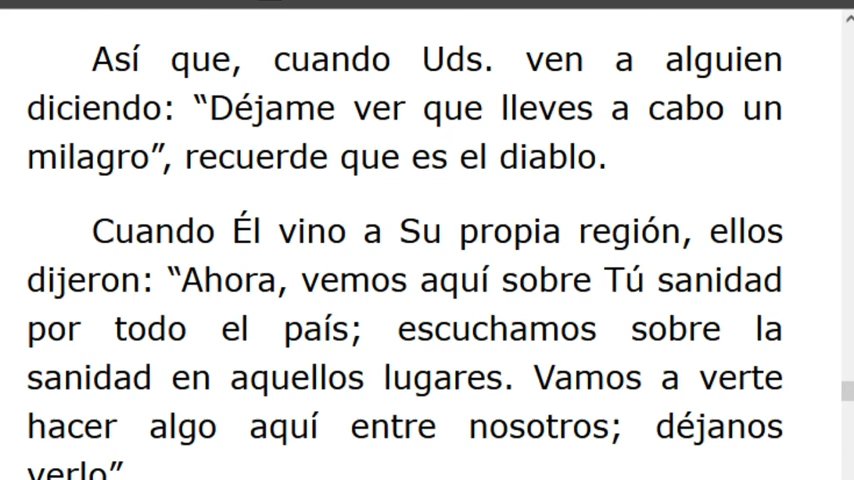 Así que, cuando Uds. ven a alguien
diciendo: “Déjame ver que lleves a cabo un
milagro”, recuerde que es el diablo.
Cuando Él vino a Su propia región, ellos
dijeron: “Ahora, vemos aquí sobre Tú sanidad
por todo el país; escuchamos sobre la
sanidad en aquellos lugares. Vamos a verte
hacer algo aquí entre nosotros; déjanos
verlo”